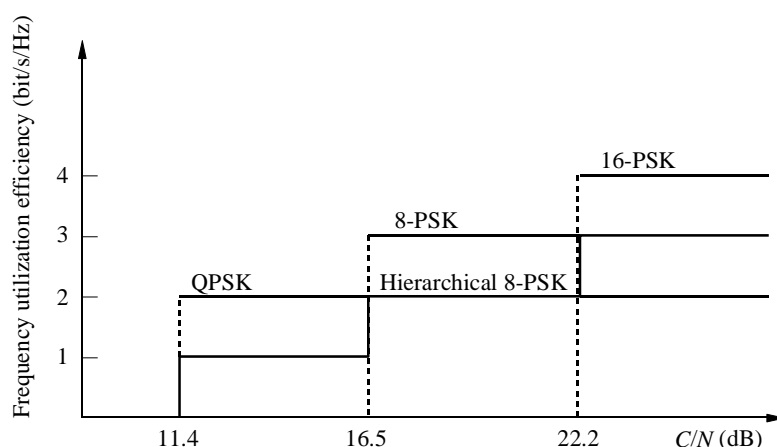 Frequency utilization efficiency (bit/s/Hz)
16-PSK
4
8-PSK
3
QPSK
Hierarchical 8-PSK
2
1
11.4
16.5
22.2
C/N (dB)